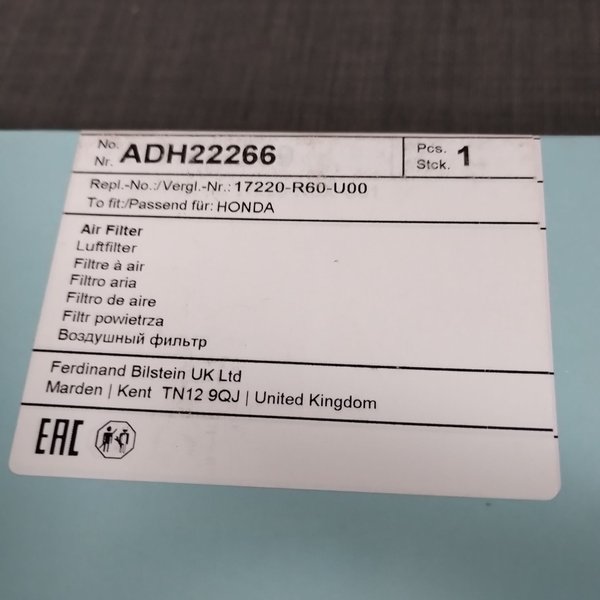 No. Nr. ADH22266 Pcs. Stck. 1
Repl.-No.:/Vergl.-Nr.: 17220-R60-U00
To fit:/Passend für: HONDA
Air Filter
Luftfilter
Filtre à air
Filtro aria
Filtro de aire
Filtr powietrza
Воздушный фильтр
Ferdinand Bilstein UK Ltd
Marden | Kent TN12 9QJ | United Kingdom
EAC